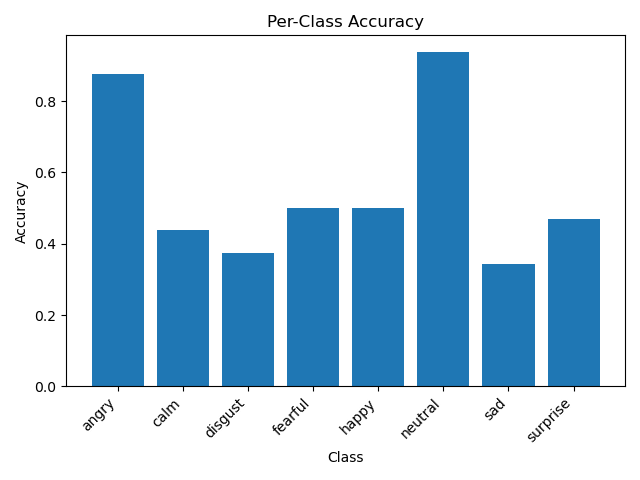 Per-Class Accuracy
Accuracy
0.8
0.6
0.4
0.2
0.0
angry
calm
disgust
fearful
happy
neutral
sad
surprise
Class